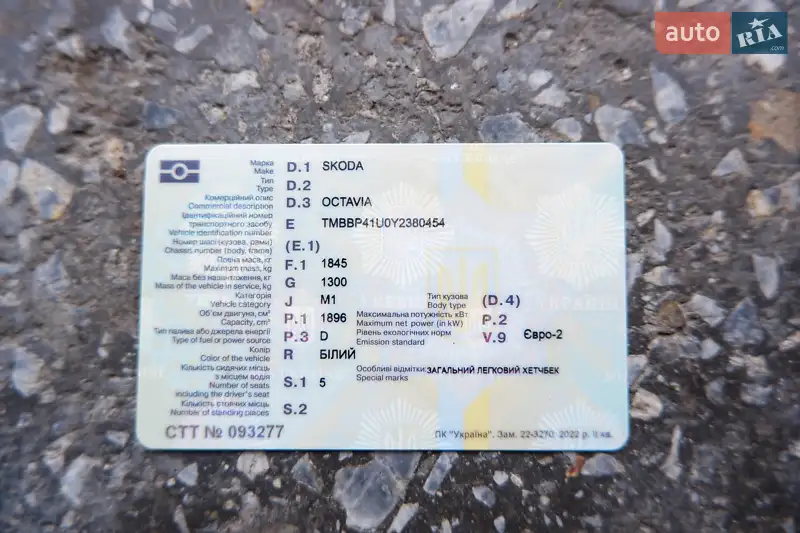 auto RIA .com
Марка
Make D.1 SKODA
Тип
Type D.2
Комерційний опис
Commercial description D.3 OCTAVIA
Ідентифікаційний номер
транспортного засобу
Vehicle identification number E TMBBP41U0Y2380454
Номер шасі (кузова, рами)
Chassis number (body, frame) (E.1)
Повна маса, кг
Maximum mass, kg F.1 1845
Маса без навантаження, кг
Mass of the vehicle in service, kg G 1300
Категорія
Vehicle category J M1 Тип кузова
Body type (D.4)
Об'єм двигуна, см³
Capacity, cm³ P.1 1896 Максимальна потужність кВт
Maximum net power (in kW) P.2
Тип палива або джерела енергії
Type of fuel or power source P.3 D Рівень екологічних норм
Emission standard V.9 Євро-2
Колір
Color of the vehicle R БІЛИЙ
Кількість сидячих місць
з місцем водія
Number of seats
including the driver's seat S.1 5 Особливі відмітки: ЗАГАЛЬНИЙ ЛЕГКОВИЙ ХЕТЧБЕК
Special marks
Кількість стоячих місць
Number of standing places S.2
СТТ № 093277
ПК "Україна". Зам. 22-3270. 2022 р. II кв.